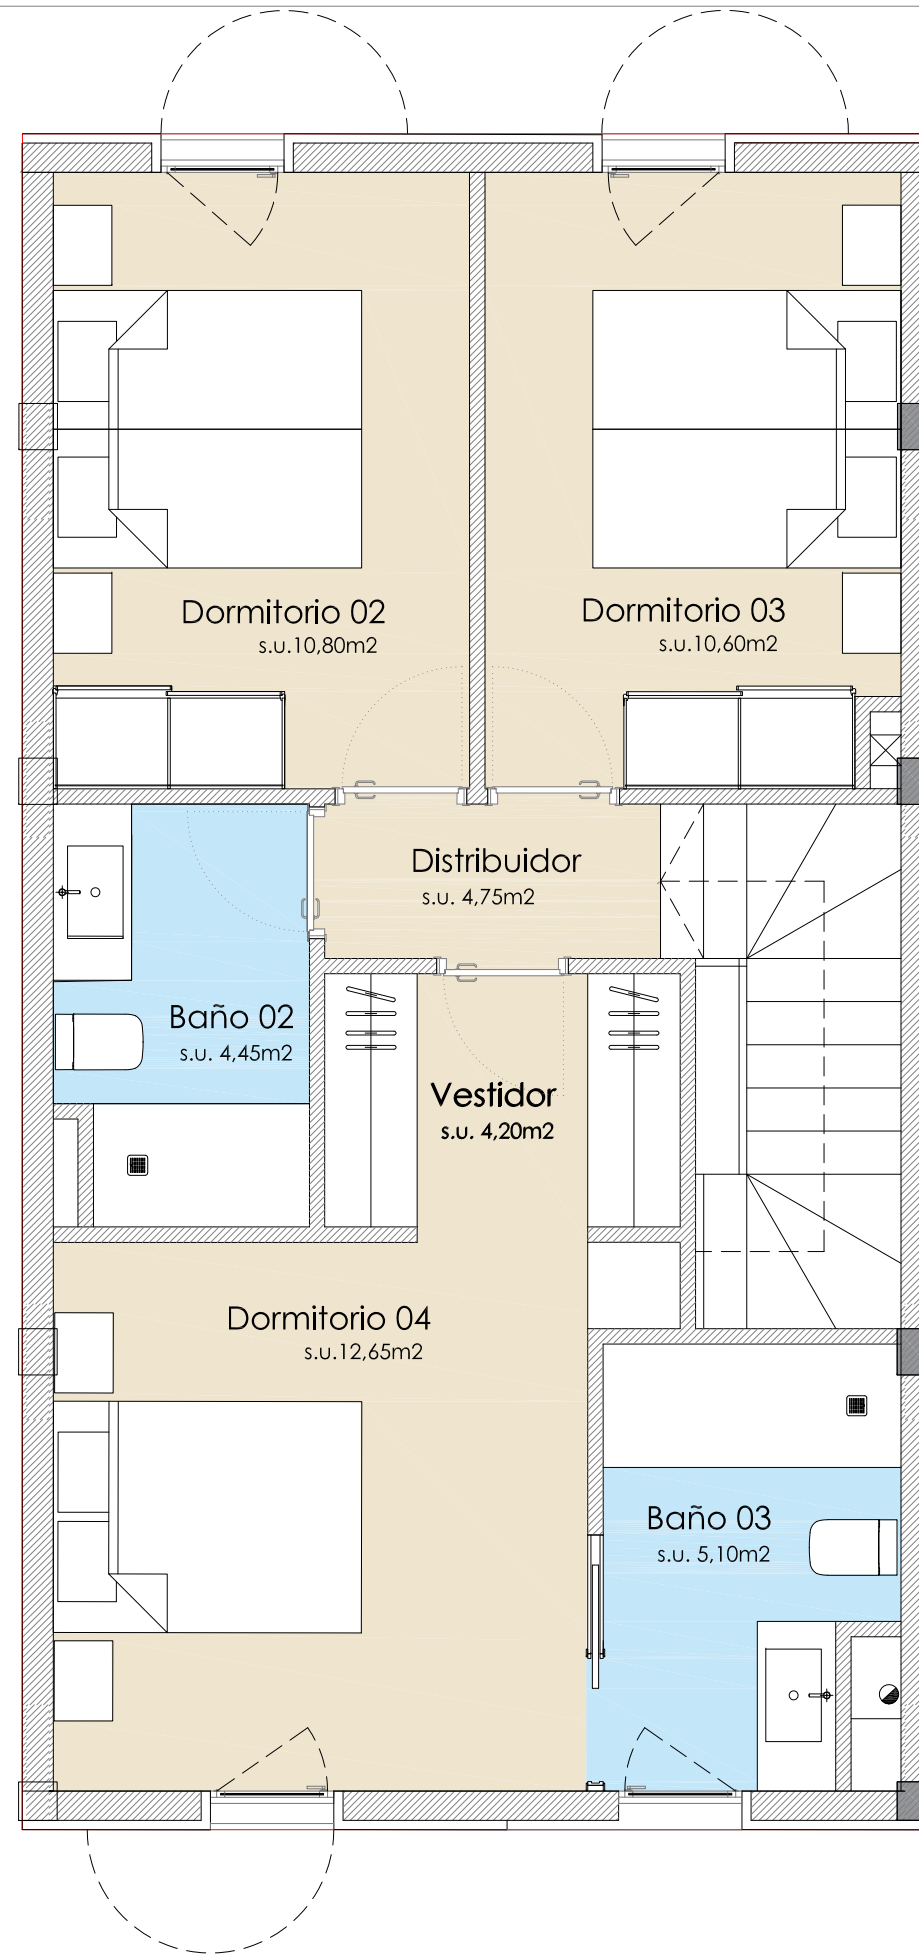 Dormitorio 02
s.u.10,80m2
Dormitorio 03
s.u.10,60m2
Distribuidor
s.u. 4,75m2
Baño 02
s.u. 4,45m2
Vestidor
s.u. 4,20m2
Dormitorio 04
s.u.12,65m2
Baño 03
s.u. 5,10m2